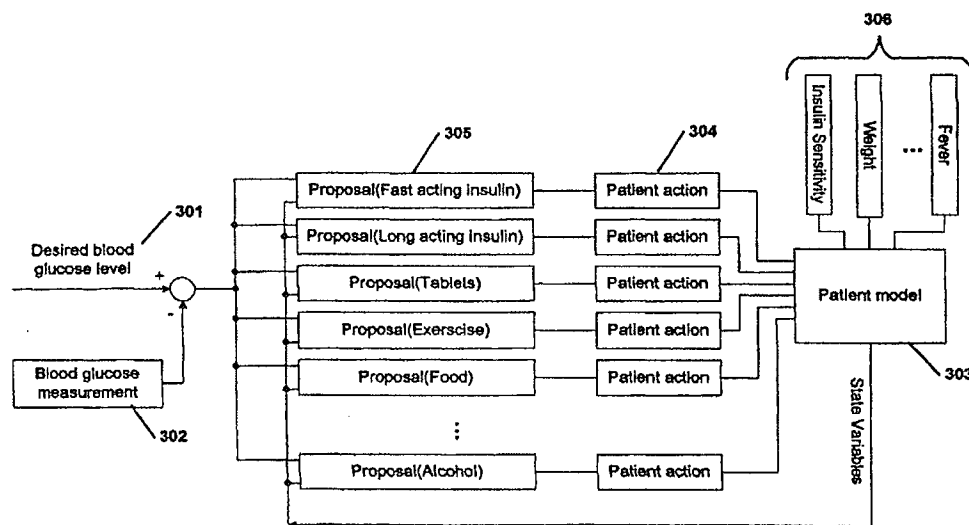 306
Insulin Sensitivity
Weight
...
Fever
305
304
Proposal(Fast acting insulin)
Patient action
301
Desired blood
glucose level
+
-
Proposal(Long acting insulin)
Patient action
Proposal(Tablets)
Patient action
Patient model
Proposal(Exerscise)
Patient action
Blood glucose
measurement
Proposal(Food)
Patient action
303
302
State Variables
...
Proposal(Alcohol)
Patient action